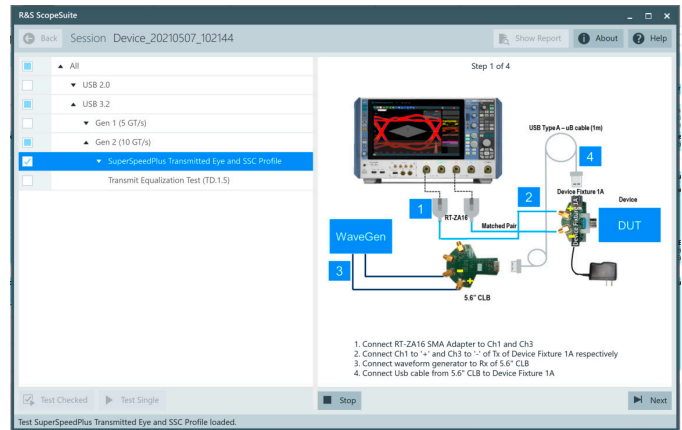 R&S ScopeSuite
Back Session Device_20210507_102144
Show Report
About
Help
All
USB 2.0
USB 3.2
Gen 1 (5 GT/s)
Gen 2 (10 GT/s)
SuperSpeedPlus Transmitted Eye and SSC Profile
Transmit Equalization Test (TD.1.5)
Step 1 of 4
USB Type A – uB cable (1m)
4
Device Fixture 1A
Device
2
1
RT-ZA16
Matched Pair
Device Fixture 1A
DUT
WaveGen
3
5.6" CLB
1. Connect RT-ZA16 SMA Adapter to Ch1 and Ch3
2. Connect Ch1 to '+' and Ch3 to '-' of Tx of Device Fixture 1A respectively
3. Connect waveform generator to Rx of 5.6" CLB
4. Connect Usb cable from 5.6" CLB to Device Fixture 1A
Test Checked
Test Single
Stop
Next
Test SuperSpeedPlus Transmitted Eye and SSC Profile loaded.